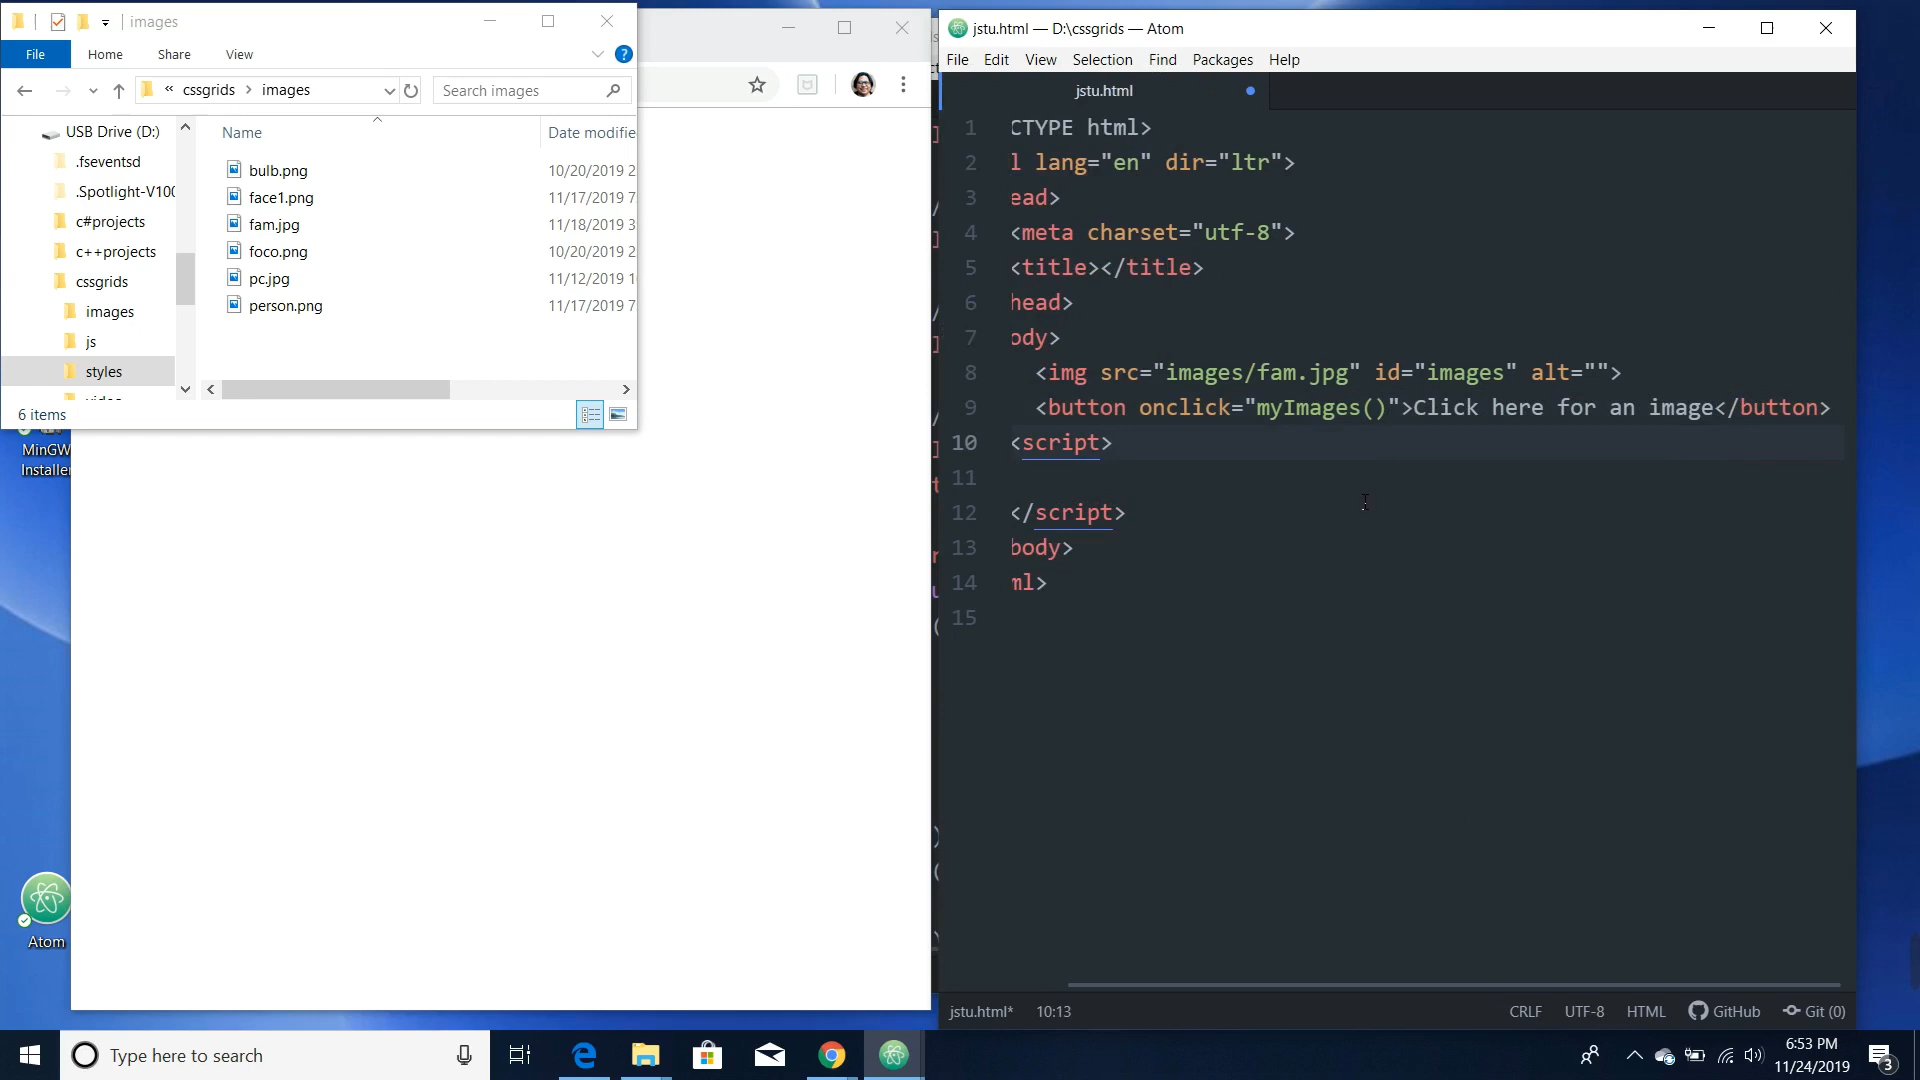 images
File
Home
Share
View
?
« cssgrids > images
Search images
USB Drive (D:)
.fseventsd
.Spotlight-V100
c#projects
c++projects
cssgrids
images
js
styles
Name
Date modifie
bulb.png 10/20/2019 2
face1.png 11/17/2019 7
fam.jpg 11/18/2019 3
foco.png 10/20/2019 2
pc.jpg 11/12/2019 1
person.png 11/17/2019 7
6 items
MinGW
Installer
Atom
jstu.html — D:\cssgrids — Atom
File Edit View Selection Find Packages Help
jstu.html
1 CTYPE html>
2 l lang="en" dir="ltr">
3 ead>
4 <meta charset="utf-8">
5 <title></title>
6 head>
7 ody>
8 <img src="images/fam.jpg" id="images" alt="">
9 <button onclick="myImages()">Click here for an image</button>
10 <script>
11
12 </script>
13 body>
14 ml>
15
jstu.html* 10:13 CRLF UTF-8 HTML GitHub Git (0)
Type here to search
6:53 PM
11/24/2019
3